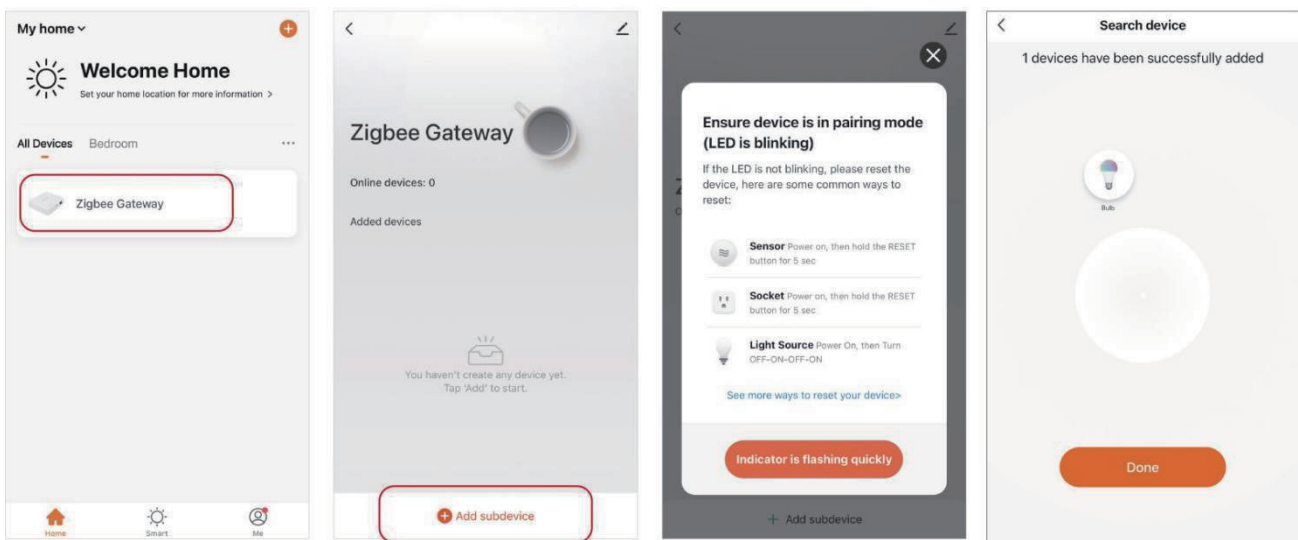 My home
Welcome Home
Set your home location for more information >
All Devices Bedroom
Zigbee Gateway
Home Smart Me
Zigbee Gateway
Online devices: 0
Added devices
You haven't create any device yet.
Tap 'Add' to start.
Add subdevice
Ensure device is in pairing mode
(LED is blinking)
If the LED is not blinking, please reset the
device, here are some common ways to
reset:
Sensor Power on, then hold the RESET
button for 5 sec
Socket Power on, then hold the RESET
button for 5 sec
Light Source Power On, then Turn
OFF-ON-OFF-ON
See more ways to reset your device>
Indicator is flashing quickly
+ Add subdevice
Search device
1 devices have been successfully added
Bulb
Done